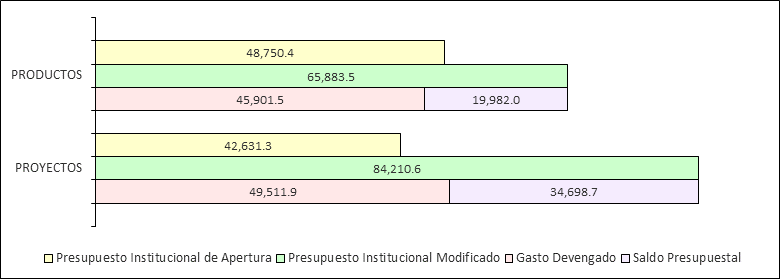 48,750.4
PRODUCTOS
65,883.5
45,901.5 19,982.0
42,631.3
PROYECTOS
84,210.6
49,511.9 34,698.7
Presupuesto Institucional de Apertura Presupuesto Institucional Modificado Gasto Devengado Saldo Presupuestal